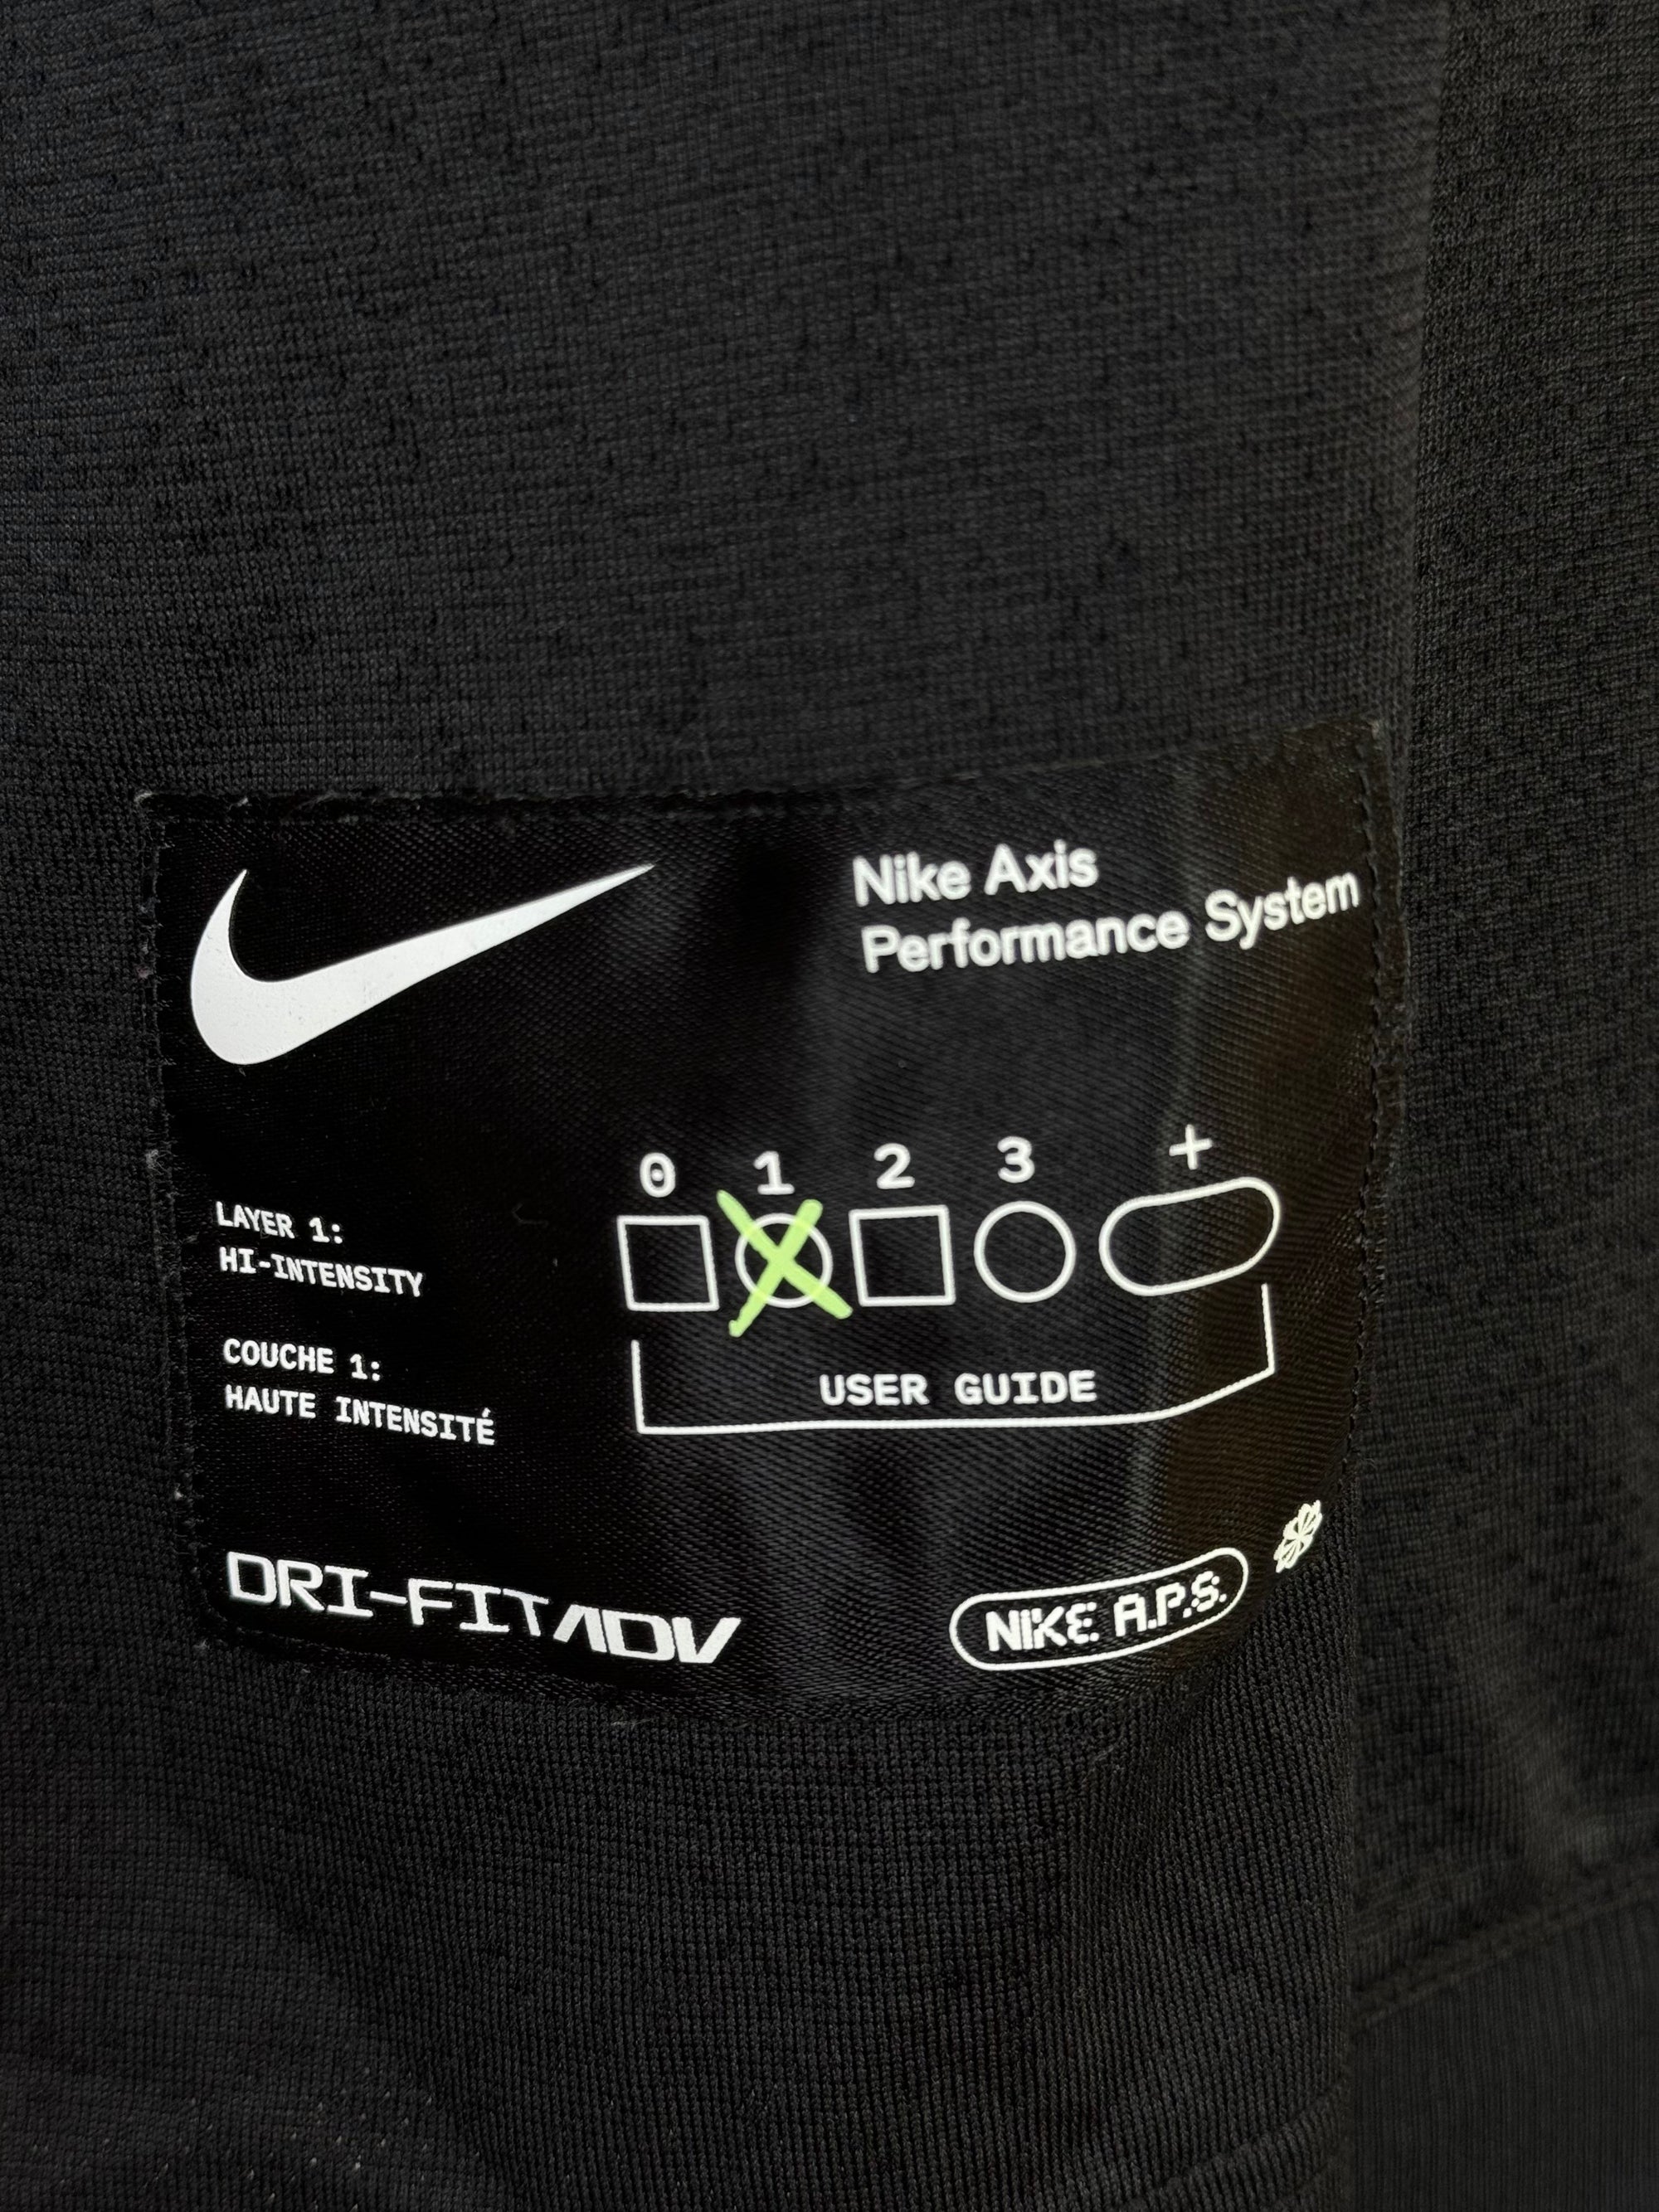 Nike Axis
Performance System
0 1 2 3 +
LAYER 1:
HI-INTENSITY
COUCHE 1:
HAUTE INTENSITÉ
USER GUIDE
DRI-FIT ADV
NIKE A.P.S.